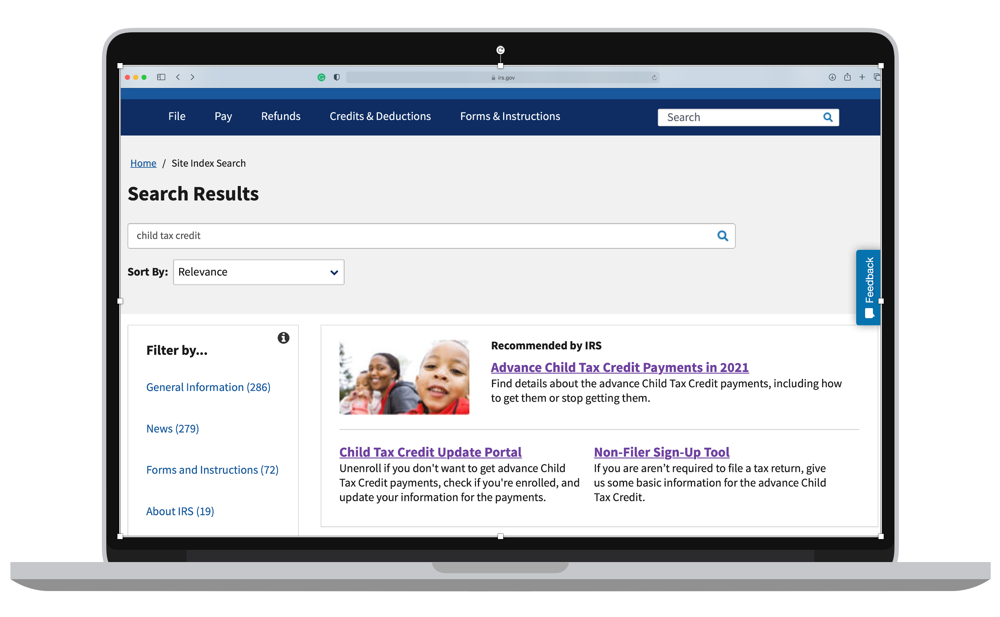 irs.gov
File Pay Refunds Credits & Deductions Forms & Instructions Search
Home / Site Index Search
Search Results
child tax credit
Sort By: Relevance
Feedback
Filter by...
General Information (286)
News (279)
Forms and Instructions (72)
About IRS (19)
Recommended by IRS
Advance Child Tax Credit Payments in 2021
Find details about the advance Child Tax Credit payments, including how
to get them or stop getting them.
Child Tax Credit Update Portal
Unenroll if you don't want to get advance Child
Tax Credit payments, check if you're enrolled, and
update your information for the payments.
Non-Filer Sign-Up Tool
If you are aren’t required to file a tax return, give
us some basic information for the advance Child
Tax Credit.